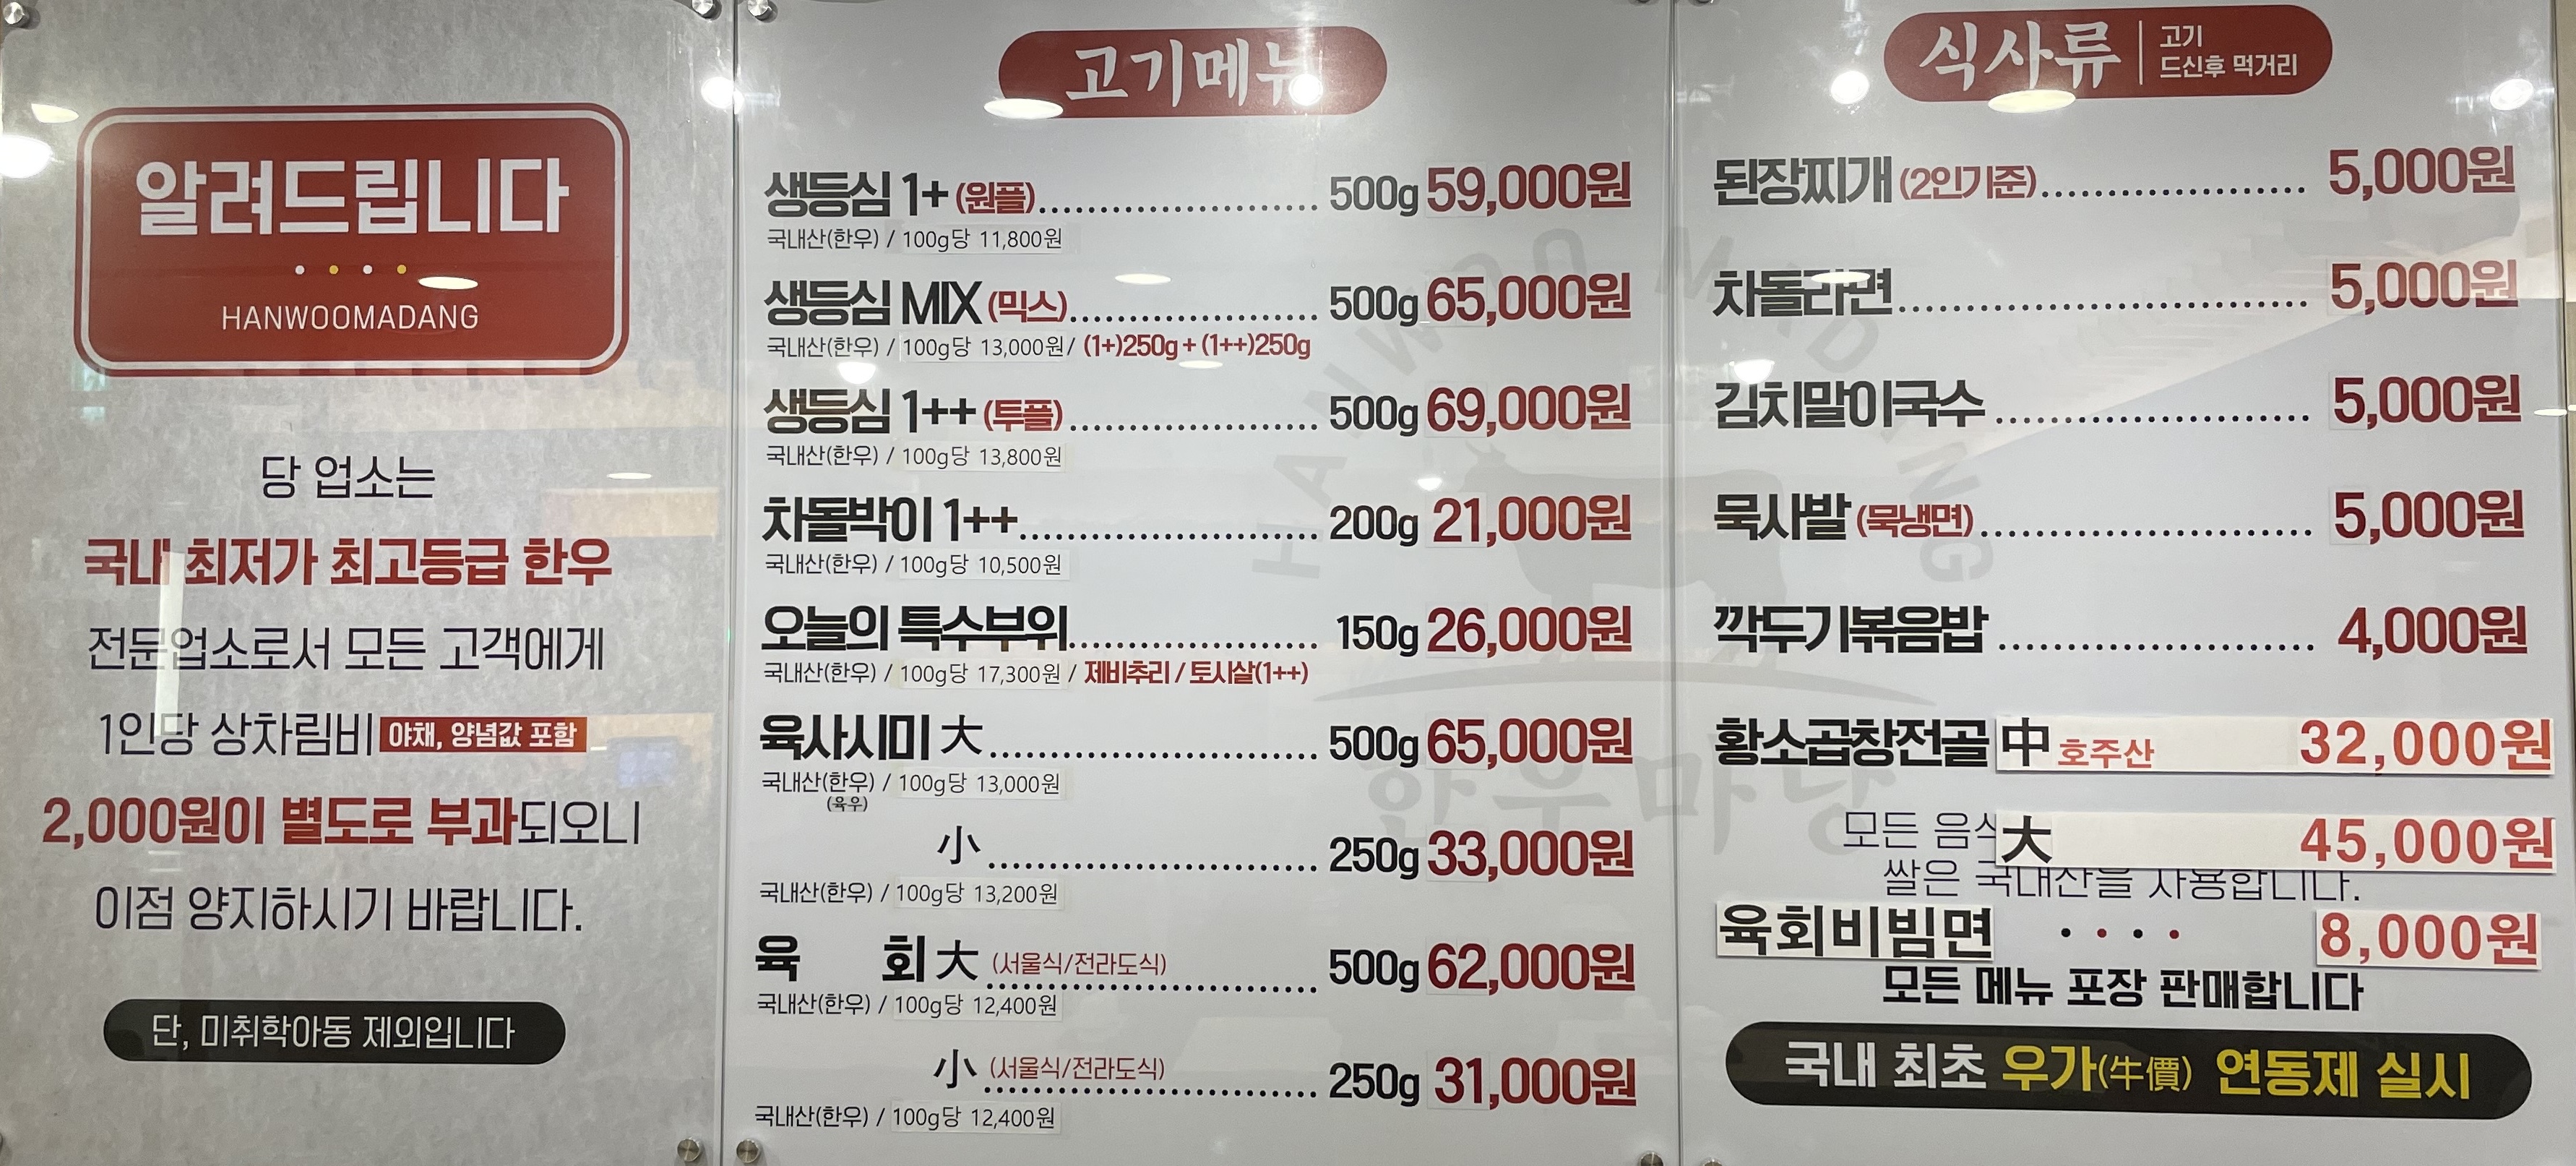 알려드립니다
HANWOOMADANG
당 업소는
국내 최저가 최고등급 한우
전문업소로서 모든 고객에게
1인당 상차림비 야채, 양념값 포함
2,000원이 별도로 부과되오니
이점 양지하시기 바랍니다.
단, 미취학아동 제외입니다
고기메뉴
생등심 1+ (원플) 500g 59,000원
국내산(한우) / 100g당 11,800원
생등심 MIX (믹스) 500g 65,000원
국내산(한우) / 100g당 13,000원/ (1+)250g + (1++)250g
생등심 1++ (투플) 500g 69,000원
국내산(한우) / 100g당 13,800원
차돌박이 1++ 200g 21,000원
국내산(한우) / 100g당 10,500원
오늘의 특수부위 150g 26,000원
국내산(한우) / 100g당 17,300원 / 제비추리 / 토시살(1++)
육사시미 大 500g 65,000원
국내산(한우) / 100g당 13,000원
(육우)
小 250g 33,000원
국내산(한우) / 100g당 13,200원
육 회 大 (서울식/전라도식) 500g 62,000원
국내산(한우) / 100g당 12,400원
小 (서울식/전라도식) 250g 31,000원
국내산(한우) / 100g당 12,400원
HANWOO MADANG
한우마당
식사류 고기
드신후 먹거리
된장찌개 (2인기준) 5,000원
차돌라면 5,000원
김치말이국수 5,000원
묵사발 (묵냉면) 5,000원
깍두기볶음밥 4,000원
황소곱창전골 中 호주산 32,000원
모든 大 45,000원
쌀은 국내산을 사용합니다.
육회비빔면 8,000원
모든 메뉴 포장 판매합니다
국내 최초 우가(牛價) 연동제 실시